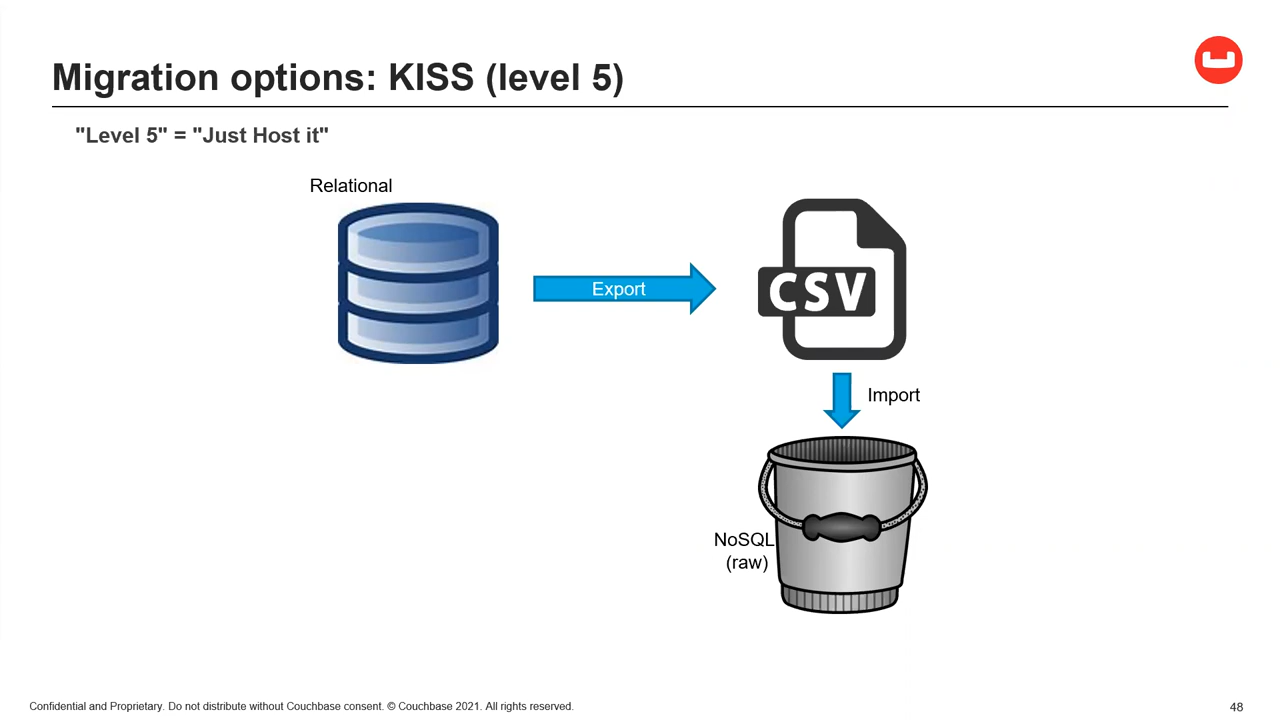 Migration options: KISS (level 5)
"Level 5" = "Just Host it"
Relational
Export
CSV
Import
NoSQL
(raw)
Confidential and Proprietary. Do not distribute without Couchbase consent. © Couchbase 2021. All rights reserved.
48